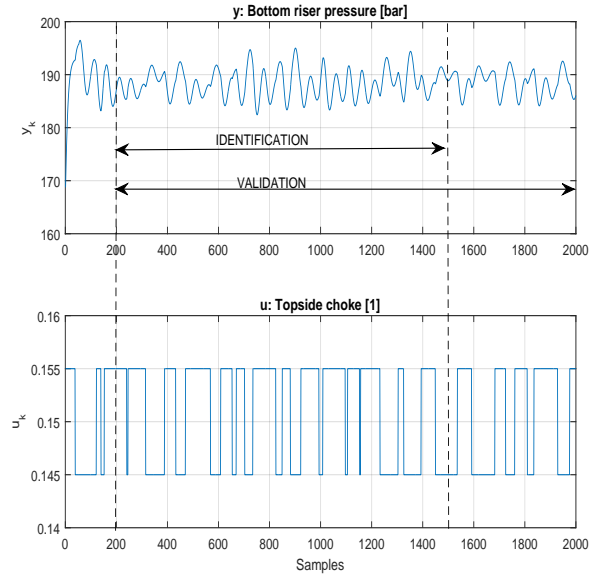 y: Bottom riser pressure [bar]
200
190
180
170
160
y_k
IDENTIFICATION
VALIDATION
0 200 400 600 800 1000 1200 1400 1600 1800 2000
u: Topside choke [1]
0.16
0.155
0.15
0.145
0.14
u_k
0 200 400 600 800 1000 1200 1400 1600 1800 2000
Samples